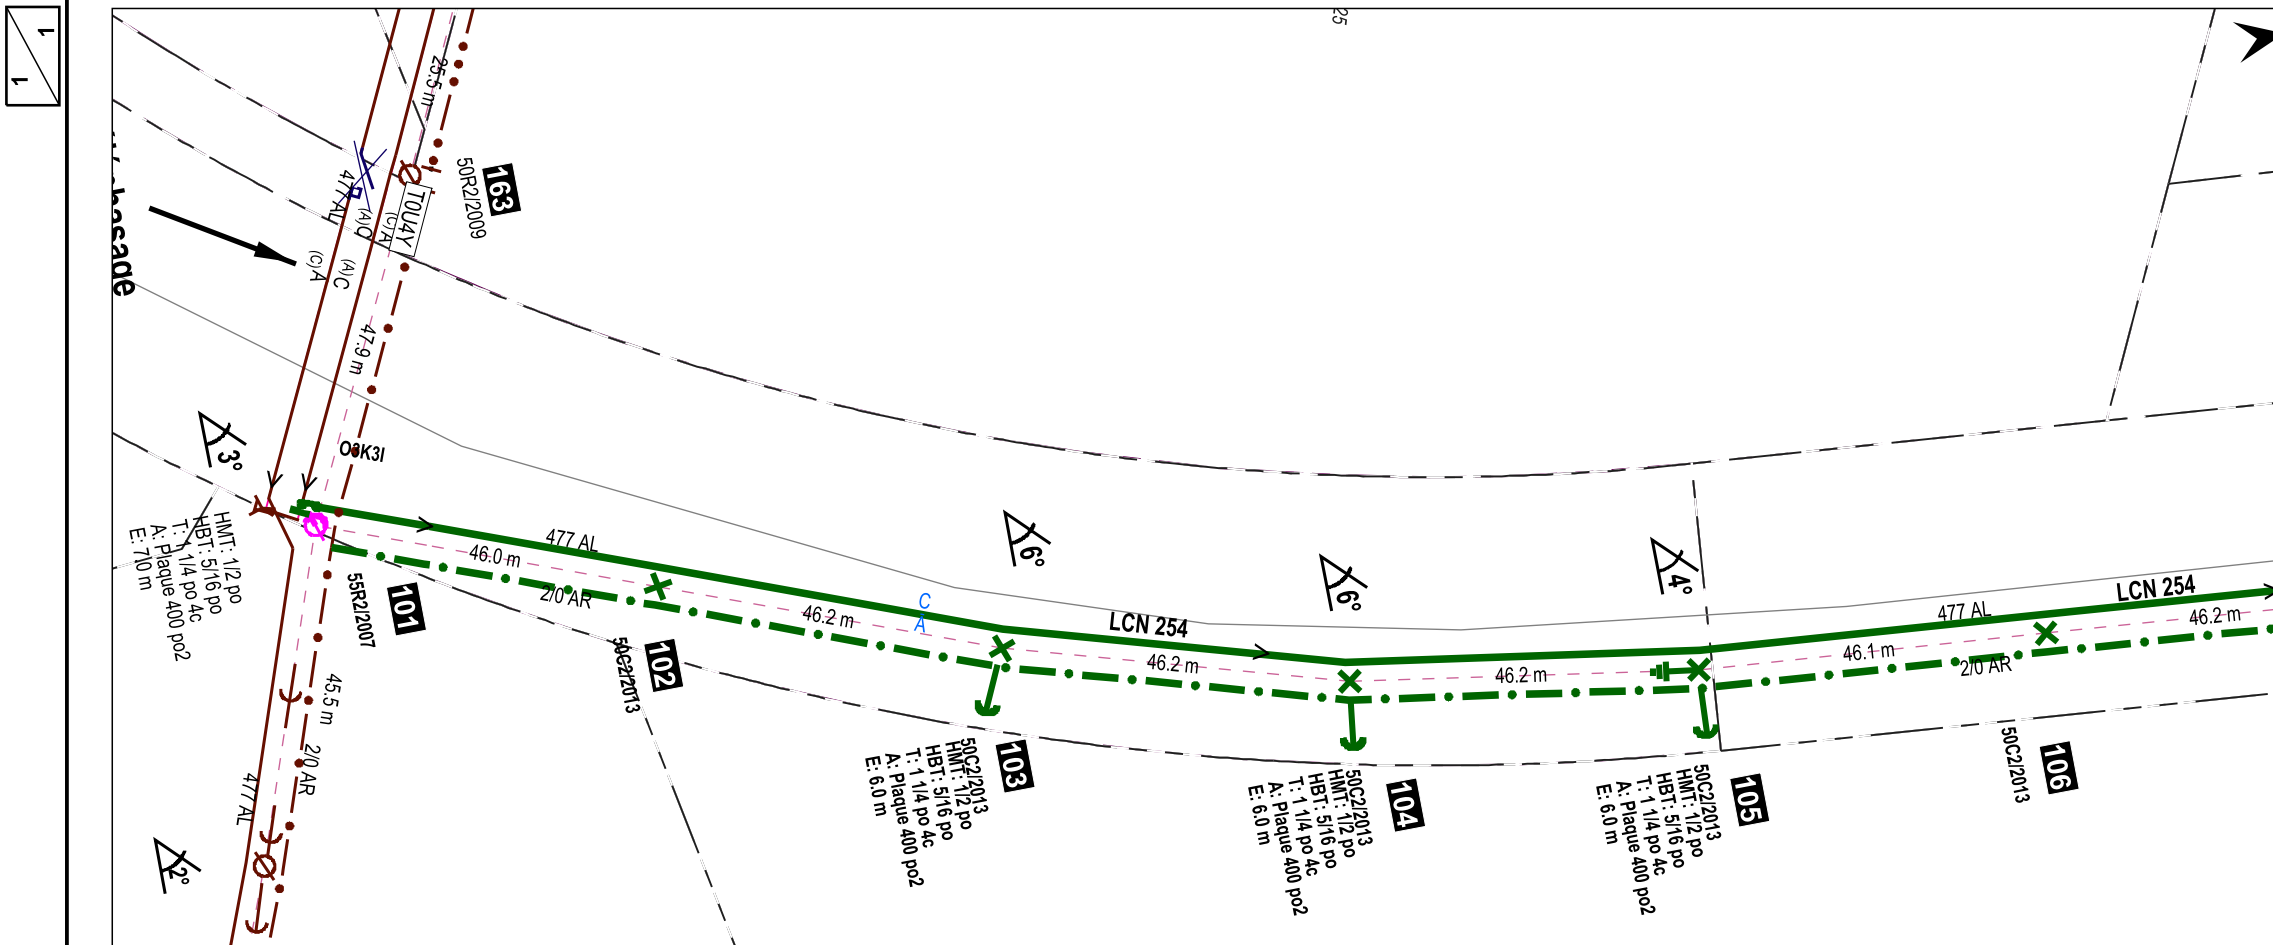 1
1
25
25.5 m
163
50R2/2009
477 AL
(A)C
(C)A
T0U4Y
(C)A
(A)C
47.9 m
3°
O3K3I
HMT: 1/2 po
HBT: 5/16 po
T: 1 1/4 po 4c
A: Plaque 400 po2
E: 7.0 m
101
55R2/2007
477 AL
46.0 m
2/0 AR
102
50C2/2013
46.2 m
C
A
6°
LCN 254
46.2 m
103
50C2/2013
HMT: 1/2 po
HBT: 5/16 po
T: 1 1/4 po 4c
A: Plaque 400 po2
E: 6.0 m
6°
46.2 m
104
50C2/2013
HMT: 1/2 po
HBT: 5/16 po
T: 1 1/4 po 4c
A: Plaque 400 po2
E: 6.0 m
4°
105
50C2/2013
HMT: 1/2 po
HBT: 5/16 po
T: 1 1/4 po 4c
A: Plaque 400 po2
E: 6.0 m
477 AL
46.1 m
2/0 AR
LCN 254
46.2 m
106
50C2/2013
45.5 m
2/0 AR
477 AL
2°